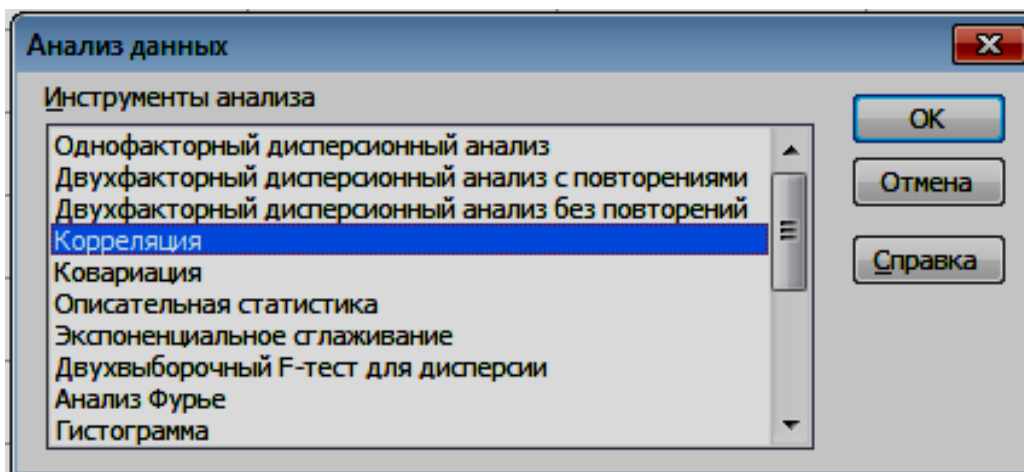 Анализ данных
Инструменты анализа
Однофакторный дисперсионный анализ
Двухфакторный дисперсионный анализ с повторениями
Двухфакторный дисперсионный анализ без повторений
Корреляция
Ковариация
Описательная статистика
Экспоненциальное сглаживание
Двухвыборочный F-тест для дисперсии
Анализ Фурье
Гистограмма
OK
Отмена
Справка